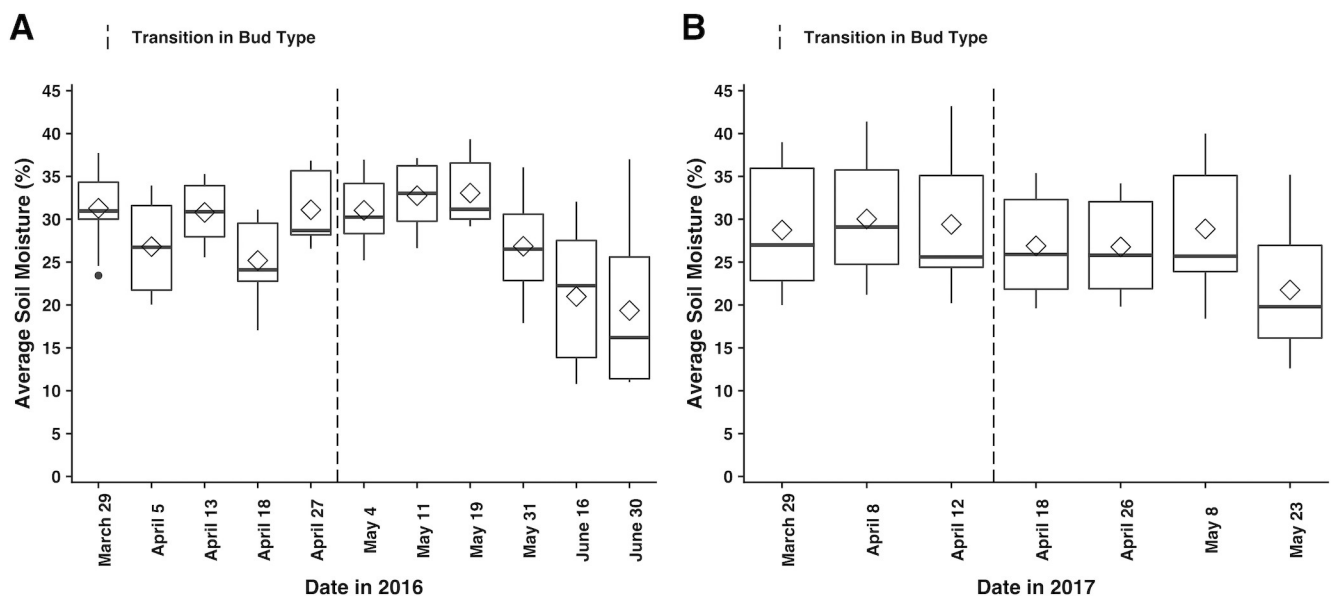 A
Transition in Bud Type
Average Soil Moisture (%)
45
40
35
30
25
20
15
10
5
0
March 29
April 5
April 13
April 18
April 27
May 4
May 11
May 19
May 31
June 16
June 30
Date in 2016
B
Transition in Bud Type
Average Soil Moisture (%)
45
40
35
30
25
20
15
10
5
0
March 29
April 8
April 12
April 18
April 26
May 8
May 23
Date in 2017